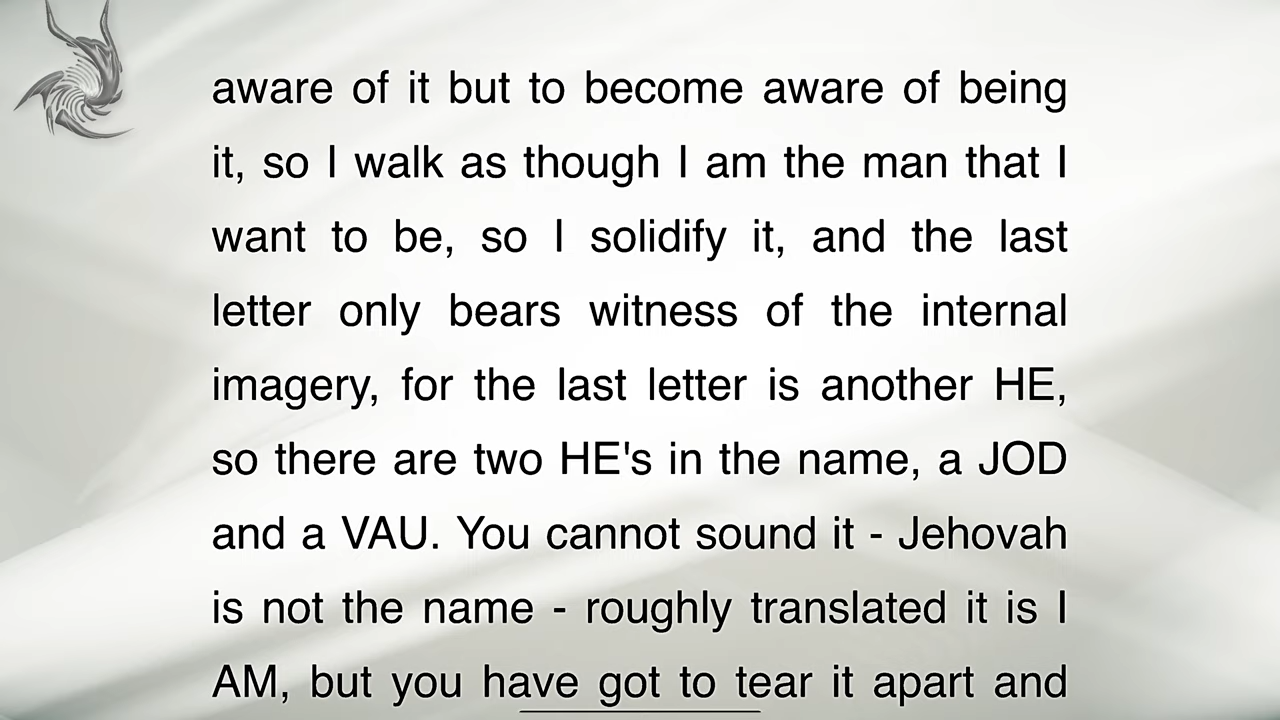 aware of it but to become aware of being
it, so I walk as though I am the man that I
want to be, so I solidify it, and the last
letter only bears witness of the internal
imagery, for the last letter is another HE,
so there are two HE's in the name, a JOD
and a VAU. You cannot sound it - Jehovah
is not the name - roughly translated it is I
AM, but you have got to tear it apart and